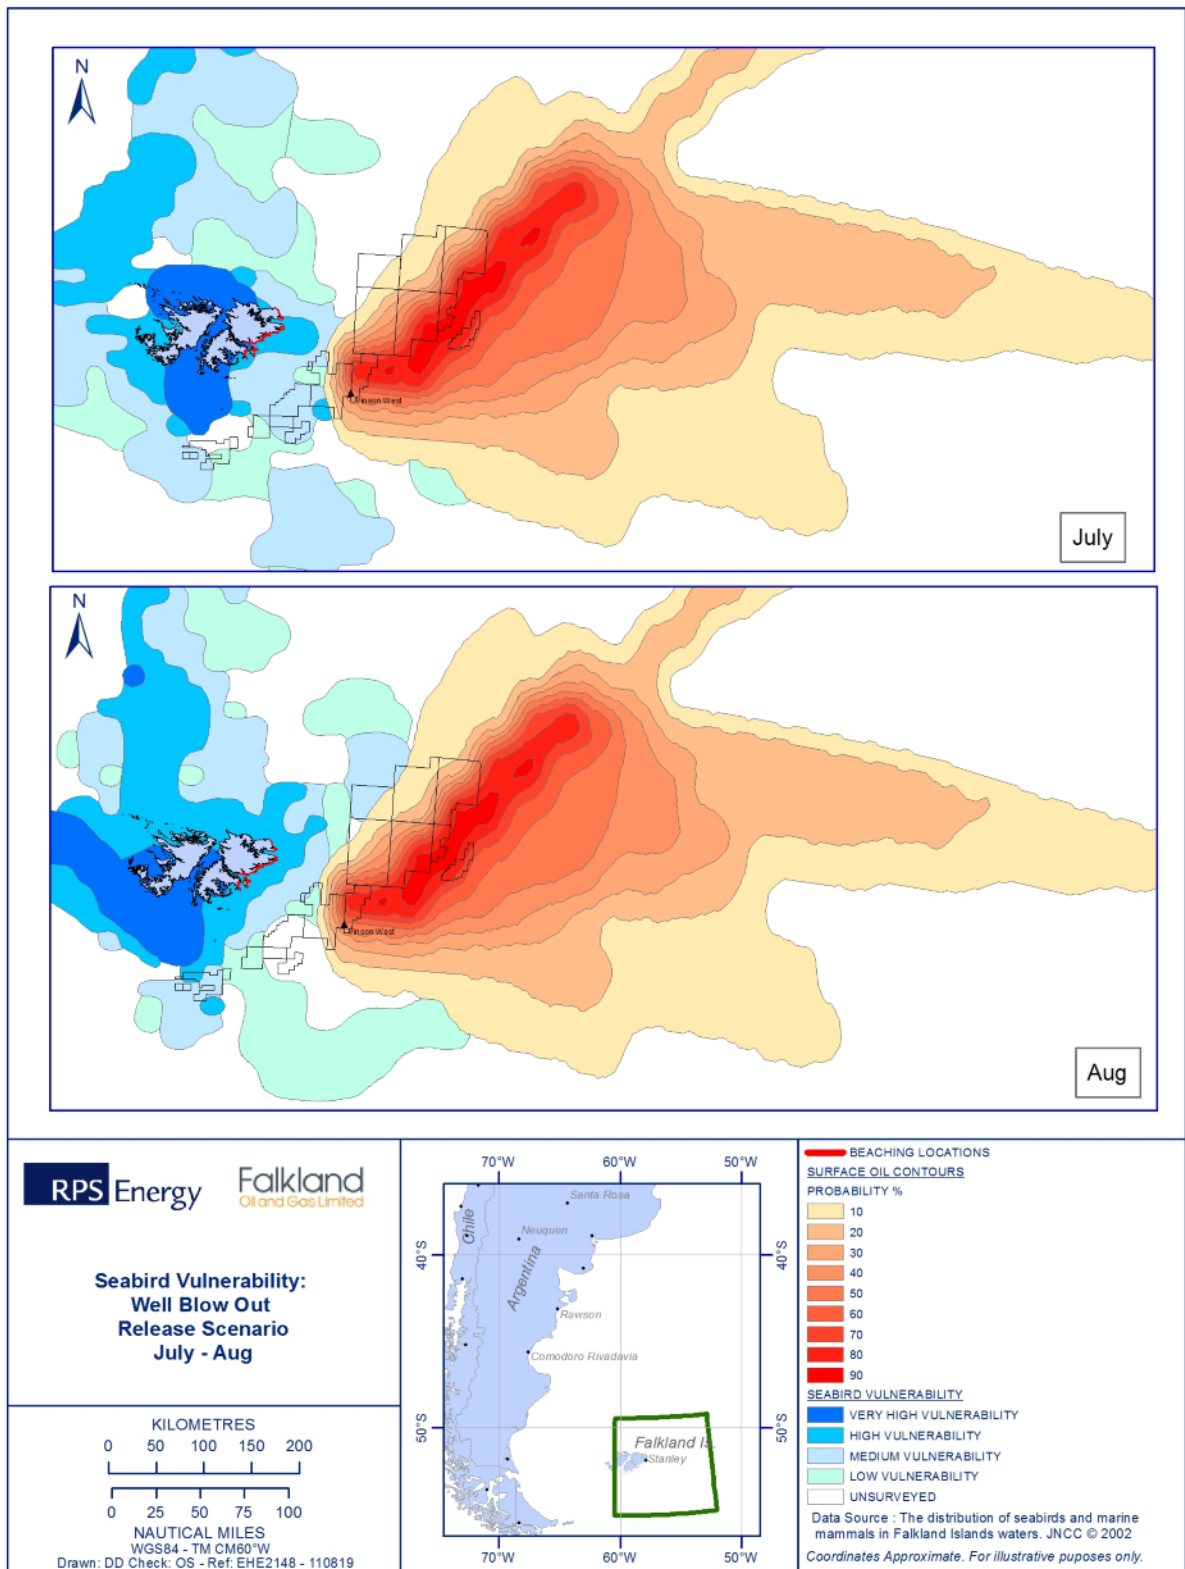 N
Vinson West
July
N
Vinson West
Aug
RPS Energy
Falkland
Oil and Gas Limited
Seabird Vulnerability:
Well Blow Out
Release Scenario
July - Aug
KILOMETRES
0 50 100 150 200
0 25 50 75 100
NAUTICAL MILES
WGS84 - TM CM60°W
Drawn: DD Check: OS - Ref: EHE2148 - 110819
70°W 60°W 50°W
Santa Rosa
Chile
Neuquen
40°S 40°S
Argentina
Rawson
Comodoro Rivadavia
50°S 50°S
Falkland Is.
Stanley
70°W 60°W 50°W
BEACHING LOCATIONS
SURFACE OIL CONTOURS
PROBABILITY %
10
20
30
40
50
60
70
80
90
SEABIRD VULNERABILITY
VERY HIGH VULNERABILITY
HIGH VULNERABILITY
MEDIUM VULNERABILITY
LOW VULNERABILITY
UNSURVEYED
Data Source : The distribution of seabirds and marine
mammals in Falkland Islands waters. JNCC © 2002
Coordinates Approximate. For illustrative puposes only.